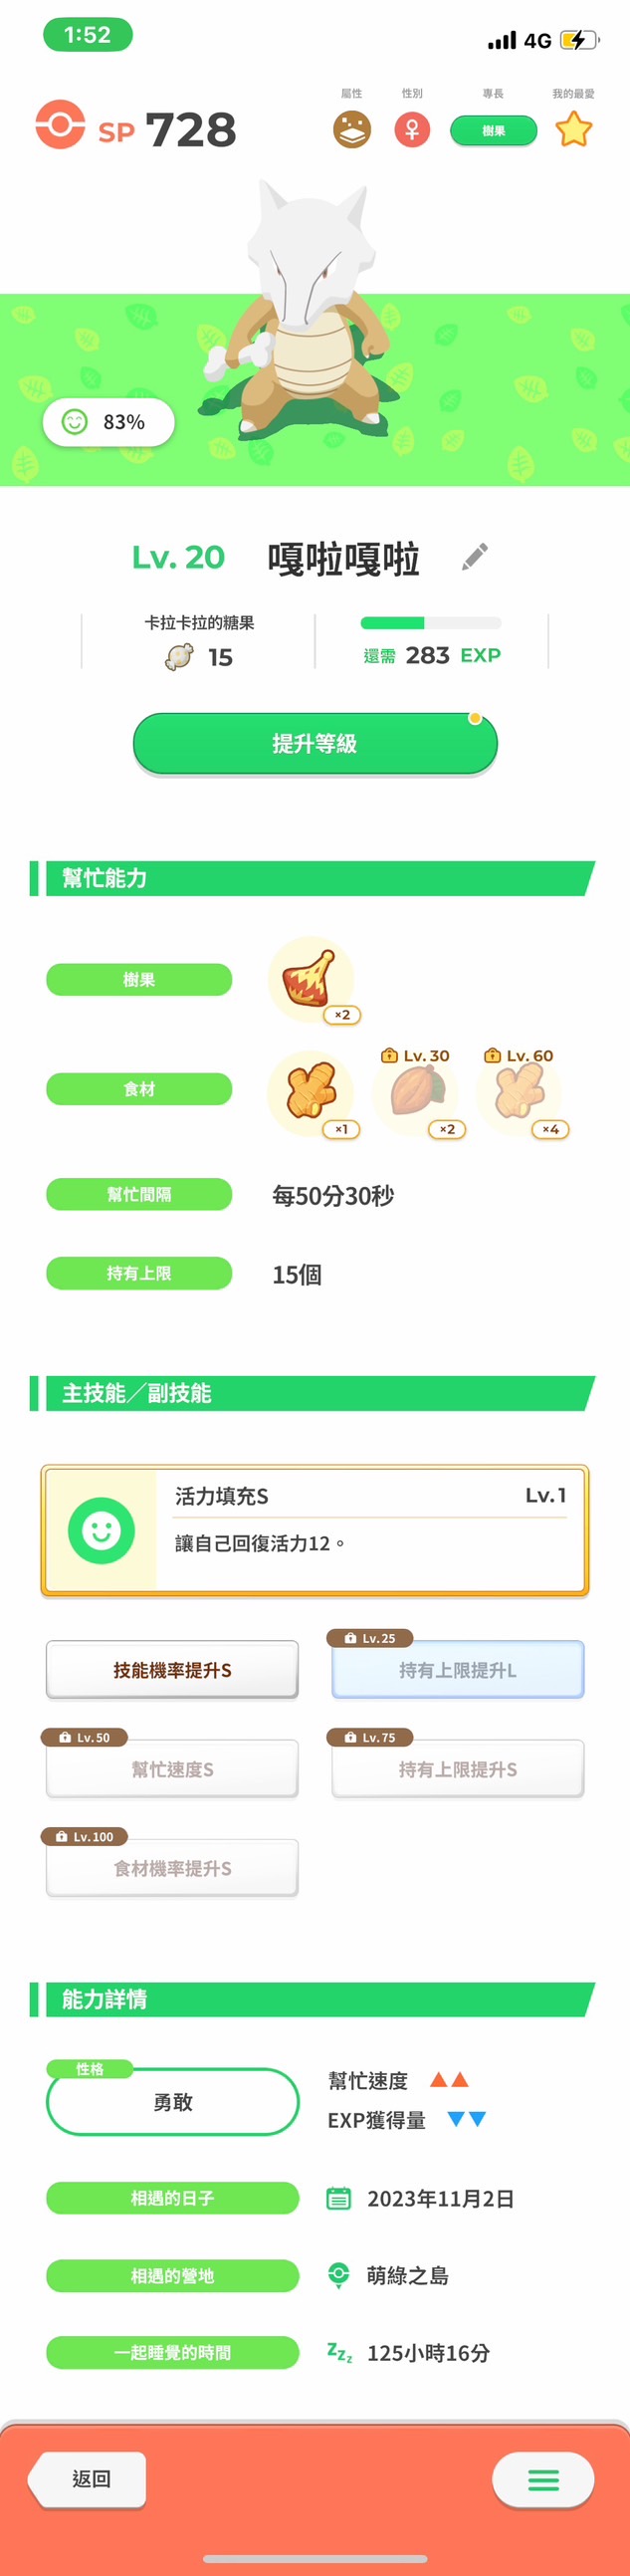 1:52
4G
SP 728
屬性
性別
專長
我的最愛
樹果
83%
Lv. 20 嘎啦嘎啦
卡拉卡拉的糖果
15
還需 283 EXP
提升等級
幫忙能力
樹果
×2
食材
×1
Lv. 30
×2
Lv. 60
×4
幫忙間隔
每50分30秒
持有上限
15個
主技能／副技能
活力填充S Lv. 1
讓自己回復活力12。
技能機率提升S
Lv. 25
持有上限提升L
Lv. 50
幫忙速度S
Lv. 75
持有上限提升S
Lv. 100
食材機率提升S
能力詳情
性格
勇敢
幫忙速度 ▲▲
EXP獲得量 ▼▼
相遇的日子
2023年11月2日
相遇的營地
萌綠之島
一起睡覺的時間
zzz 125小時16分
返回